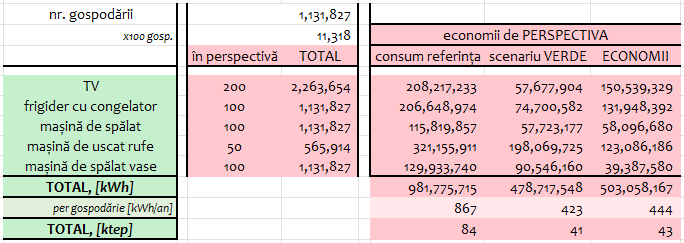 nr. gospodării 1,131,827
x100 gosp. 11,318 economii de PERSPECTIVA
în perspectivă TOTAL consum referința scenariu VERDE ECONOMII
TV 200 2,263,654 208,217,233 57,677,904 150,539,329
frigider cu congelator 100 1,131,827 206,648,974 74,700,582 131,948,392
mașină de spălat 100 1,131,827 115,819,857 57,723,177 58,096,680
mașină de uscat rufe 50 565,914 321,155,911 198,069,725 123,086,186
mașină de spălat vase 100 1,131,827 129,933,740 90,546,160 39,387,580
TOTAL, [kWh] 981,775,715 478,717,548 503,058,167
per gospodărie [kWh/an] 867 423 444
TOTAL, [ktep] 84 41 43